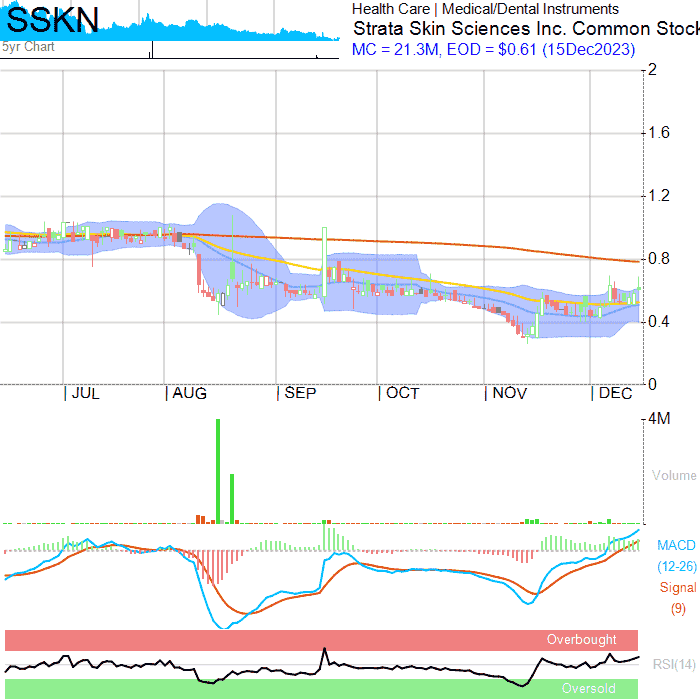 SSKN
5yr Chart
Health Care | Medical/Dental Instruments
Strata Skin Sciences Inc. Common Stock
MC = 21.3M, EOD = $0.61 (15Dec2023)
2
1.6
1.2
0.8
0.4
0
| JUL | AUG | SEP | OCT | NOV | DEC
4M
Volume
MACD
(12-26)
Signal
(9)
Overbought
RSI(14)
Oversold